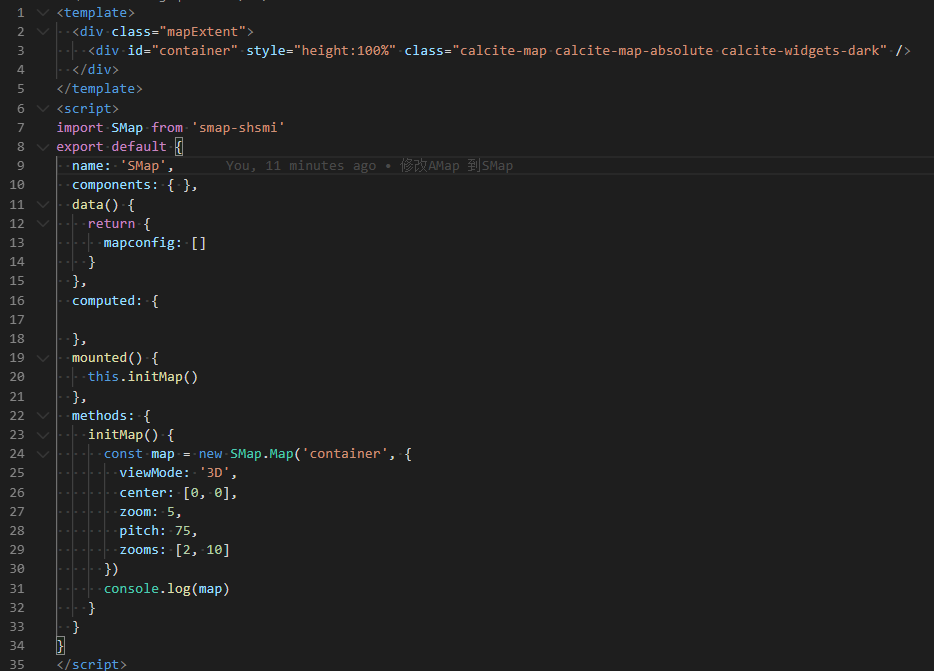 1 <template>
2 <div class="mapExtent">
3 <div id="container" style="height:100%" class="calcite-map calcite-map-absolute calcite-widgets-dark" />
4 </div>
5 </template>
6 <script>
7 import SMap from 'smap-shsmi'
8 export default {
9 name: 'SMap', You, 11 minutes ago • 修改AMap 到SMap
10 components: { },
11 data() {
12 return {
13 mapconfig: []
14 }
15 },
16 computed: {
17
18 },
19 mounted() {
20 this.initMap()
21 },
22 methods: {
23 initMap() {
24 const map = new SMap.Map('container', {
25 viewMode: '3D',
26 center: [0, 0],
27 zoom: 5,
28 pitch: 75,
29 zooms: [2, 10]
30 })
31 console.log(map)
32 }
33 }
34 }
35 </script>